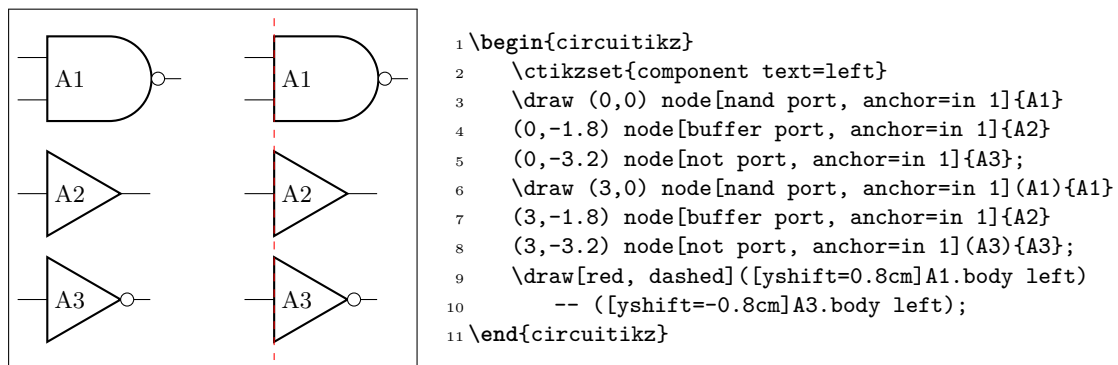 A1 A1
A2 A2
A3 A3
1 \begin{circuitikz}
2 \ctikzset{component text=left}
3 \draw (0,0) node[nand port, anchor=in 1]{A1}
4 (0,-1.8) node[buffer port, anchor=in 1]{A2}
5 (0,-3.2) node[not port, anchor=in 1]{A3};
6 \draw (3,0) node[nand port, anchor=in 1](A1){A1}
7 (3,-1.8) node[buffer port, anchor=in 1]{A2}
8 (3,-3.2) node[not port, anchor=in 1](A3){A3};
9 \draw[red, dashed]([yshift=0.8cm]A1.body left)
10 -- ([yshift=-0.8cm]A3.body left);
11 \end{circuitikz}